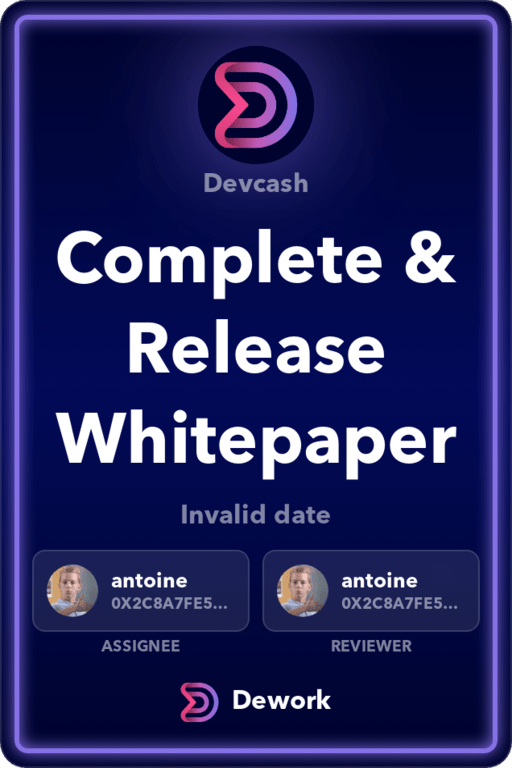 Devcash
Complete &
Release
Whitepaper
Invalid date
antoine
0X2C8A7FE5...
ASSIGNEE
antoine
0X2C8A7FE5...
REVIEWER
Dework